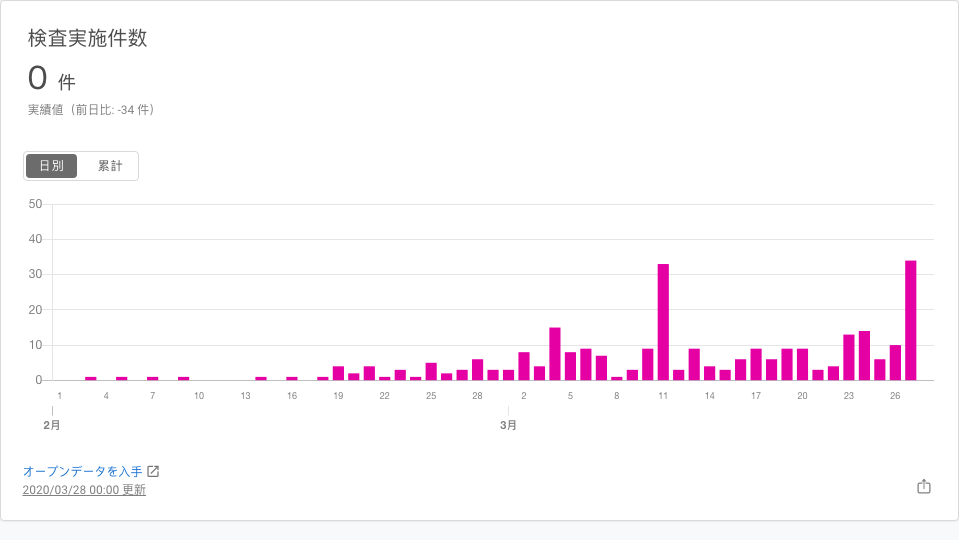 検査実施件数
0 件
実績値（前日比: -34 件）
日別 累計
50
40
30
20
10
0
1 4 7 10 13 16 19 22 25 28 2 5 8 11 14 17 20 23 26
2月 3月
オープンデータを入手
2020/03/28 00:00 更新